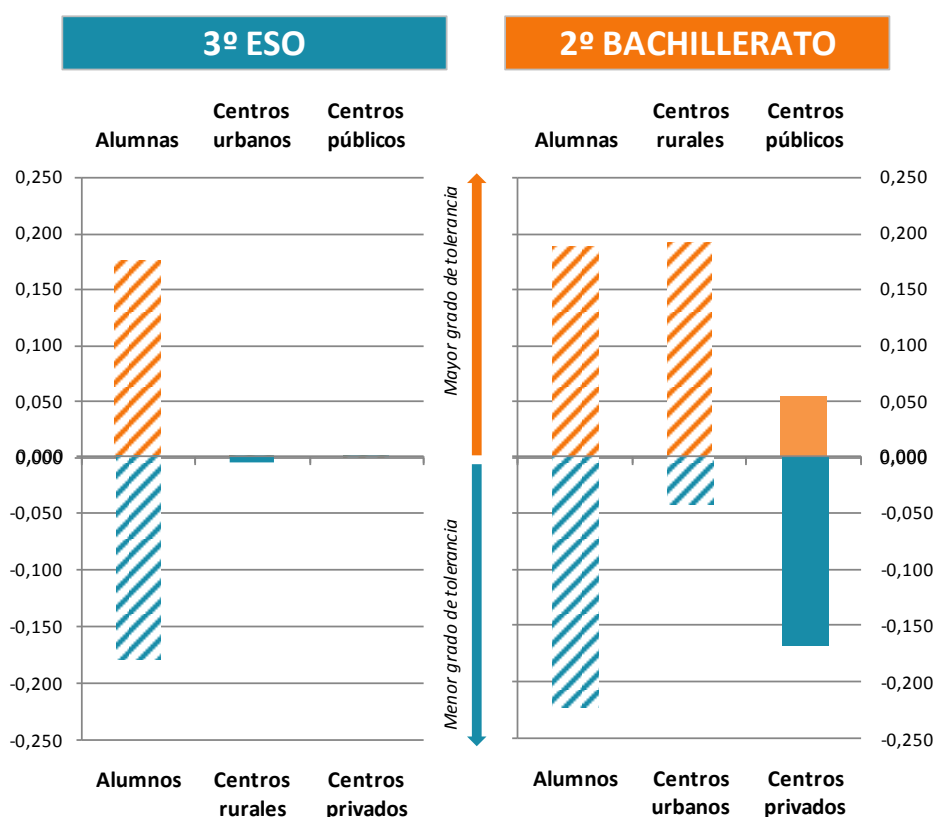 3º ESO
2º BACHILLERATO
Alumnas
Centros
urbanos
Centros
públicos
Alumnas
Centros
rurales
Centros
públicos
0,250
0,200
0,150
0,100
0,050
0,000
0,000
-0,050
-0,100
-0,150
-0,200
-0,250
Mayor grado de tolerancia
Menor grado de tolerancia
0,250
0,200
0,150
0,100
0,050
0,000
0,000
-0,050
-0,100
-0,150
-0,200
-0,250
Alumnos
Centros
rurales
Centros
privados
Alumnos
Centros
urbanos
Centros
privados